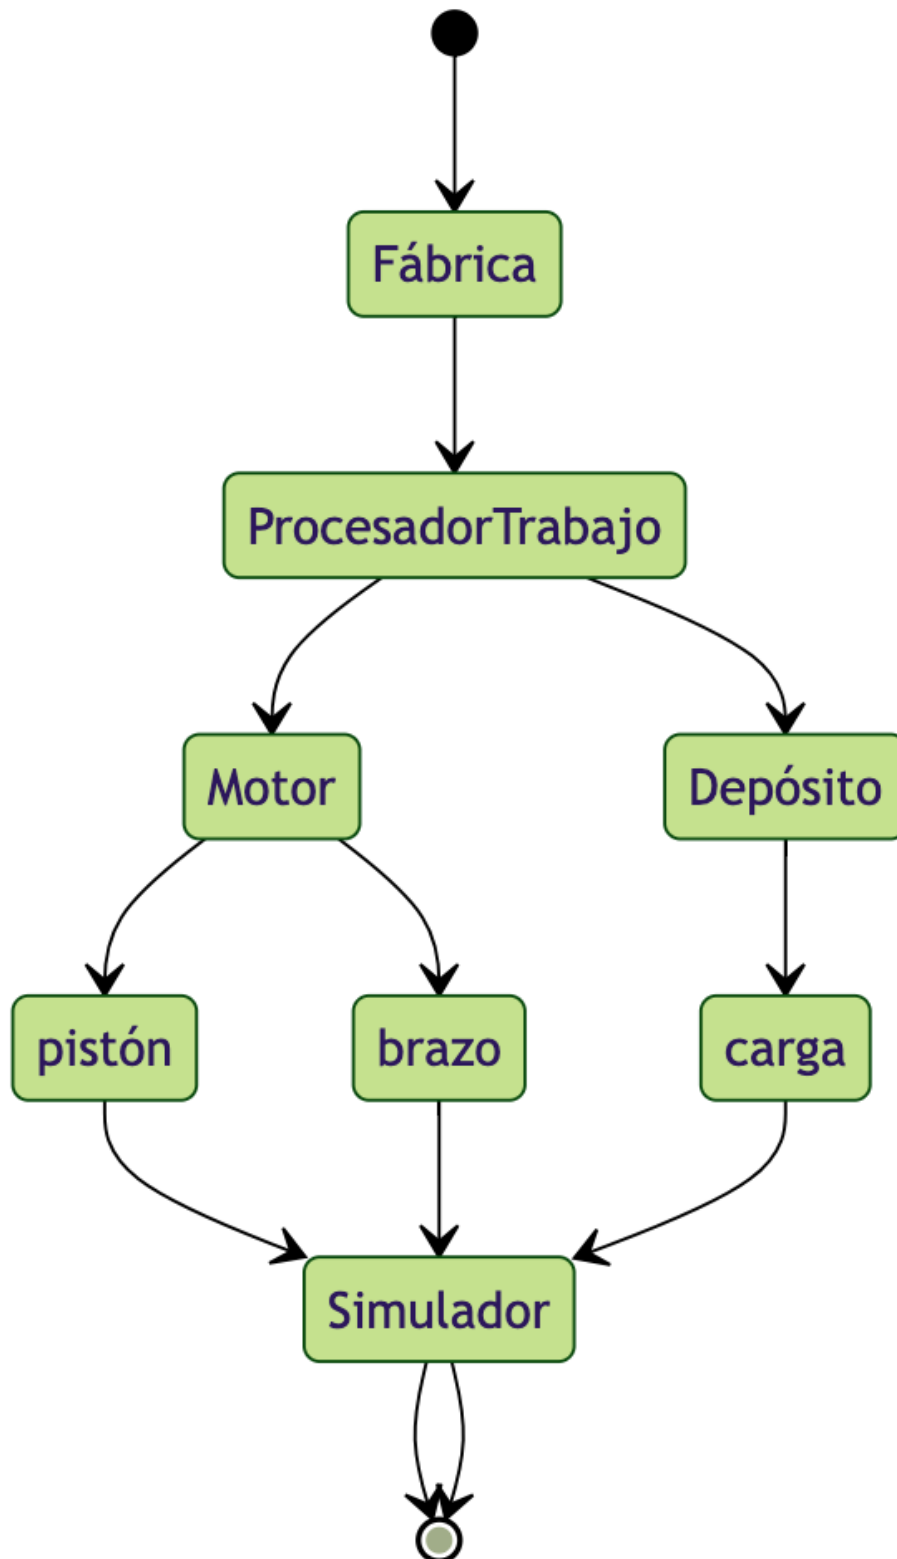 Fábrica
ProcesadorTrabajo
Motor
Depósito
pistón
brazo
carga
Simulador